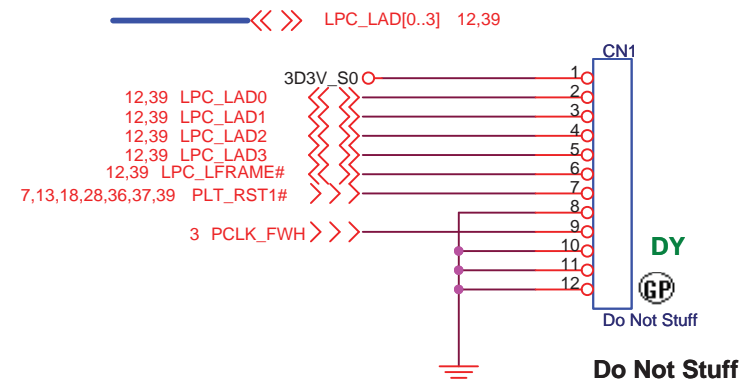 LPC_LAD[0..3] 12,39
CN1
3D3V_S0 1
12,39 LPC_LAD0 2
12,39 LPC_LAD1 3
12,39 LPC_LAD2 4
12,39 LPC_LAD3 5
12,39 LPC_LFRAME# 6
7,13,18,28,36,37,39 PLT_RST1# 7
8
3 PCLK_FWH 9
10
11
12
DY
GP
Do Not Stuff
Do Not Stuff